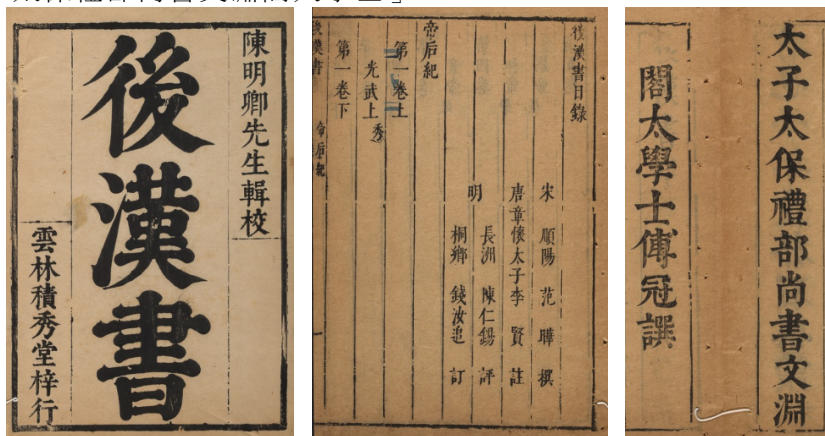 陳明卿先生輯校
後漢書
雲林積秀堂梓行
後漢書目錄
宋 順陽 范曄 撰
唐章懷太子李賢 註
明
長洲 陳仁錫 評
桐鄉 錢汝追 訂
帝后紀
第一卷上
光武上秀
第一卷下
後漢書 帝后紀
太子太保禮部尚書文淵
閣太學士傅冠譔